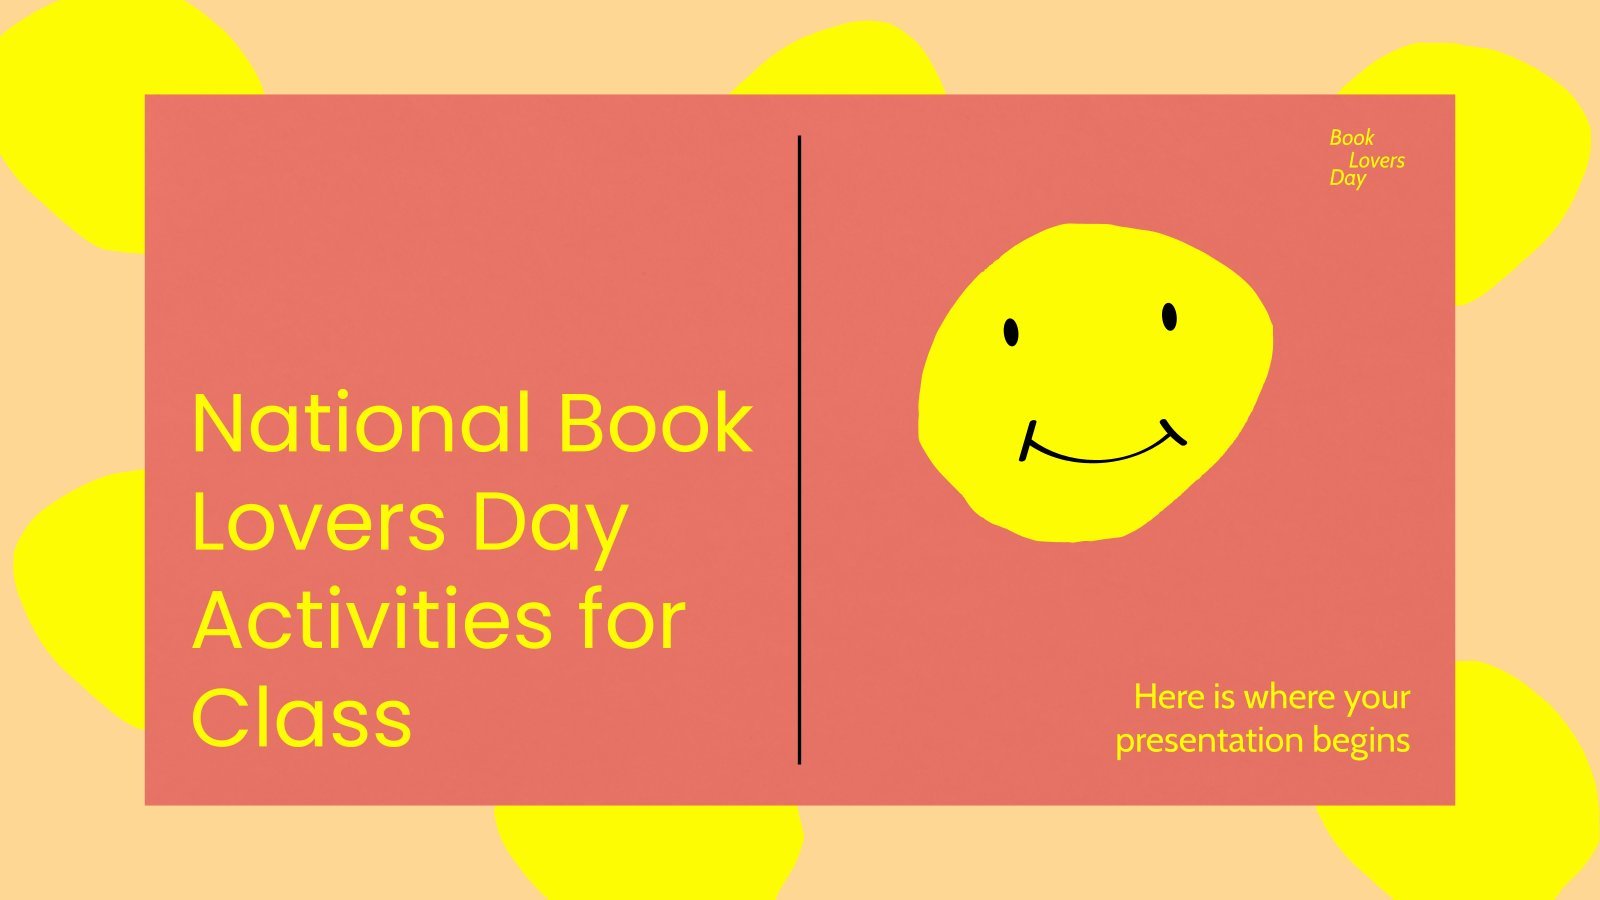 Book
Lovers
Day
National Book
Lovers Day
Activities for
Class
Here is where your
presentation begins